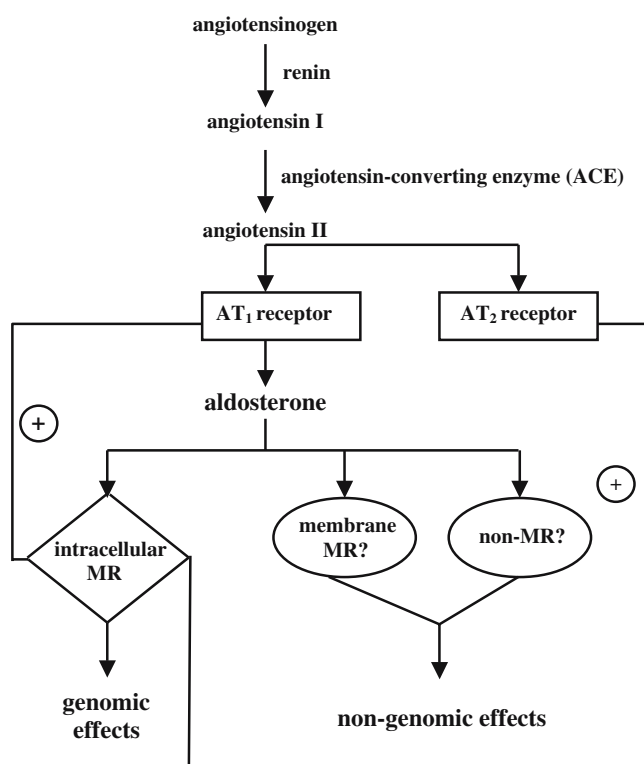 angiotensinogen
renin
angiotensin I
angiotensin-converting enzyme (ACE)
angiotensin II
AT₁ receptor
AT₂ receptor
aldosterone
+
+
intracellular
MR
membrane
MR?
non-MR?
genomic
effects
non-genomic effects